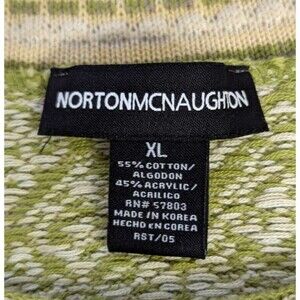 NORTONMCNAUGHTON
XL
55% COTTON/
ALGODON
45% ACRYLIC/
ACRILICO
RN# 57803
MADE IN KOREA
HECHO EN COREA
RST/05